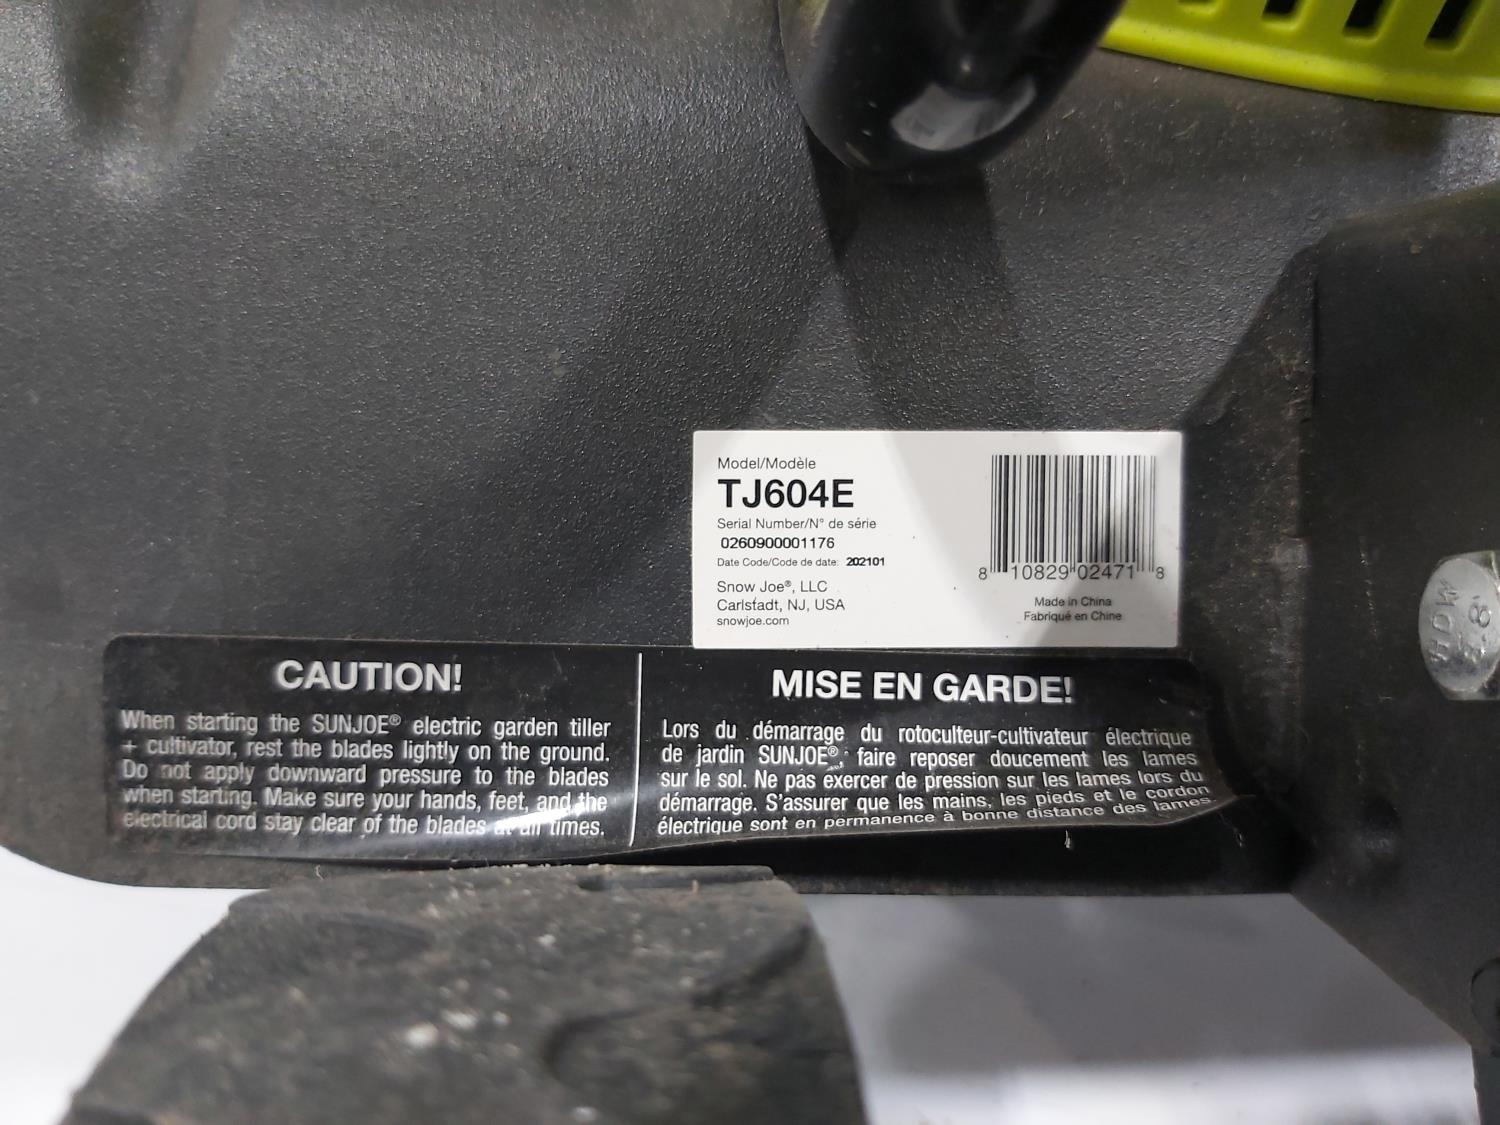 Model/Modèle
TJ604E
Serial Number/N° de série
0260900001176
Date Code/Code de date: 202101
Snow Joe®, LLC
Carlstadt, NJ, USA
snowjoe.com
8 10829 02471 8
Made in China
Fabriqué en Chine
CAUTION!
When starting the SUNJOE® electric garden tiller
+ cultivator, rest the blades lightly on the ground.
Do not apply downward pressure to the blades
when starting. Make sure your hands, feet, and the
electrical cord stay clear of the blades at all times.
MISE EN GARDE!
Lors du démarrage du rotoculteur-cultivateur électrique
de jardin SUNJOE®, faire reposer doucement les lames
sur le sol. Ne pas exercer de pression sur les lames lors du
démarrage. S'assurer que les mains, les pieds et le cordon
électrique sont en permanence à bonne distance des lames.